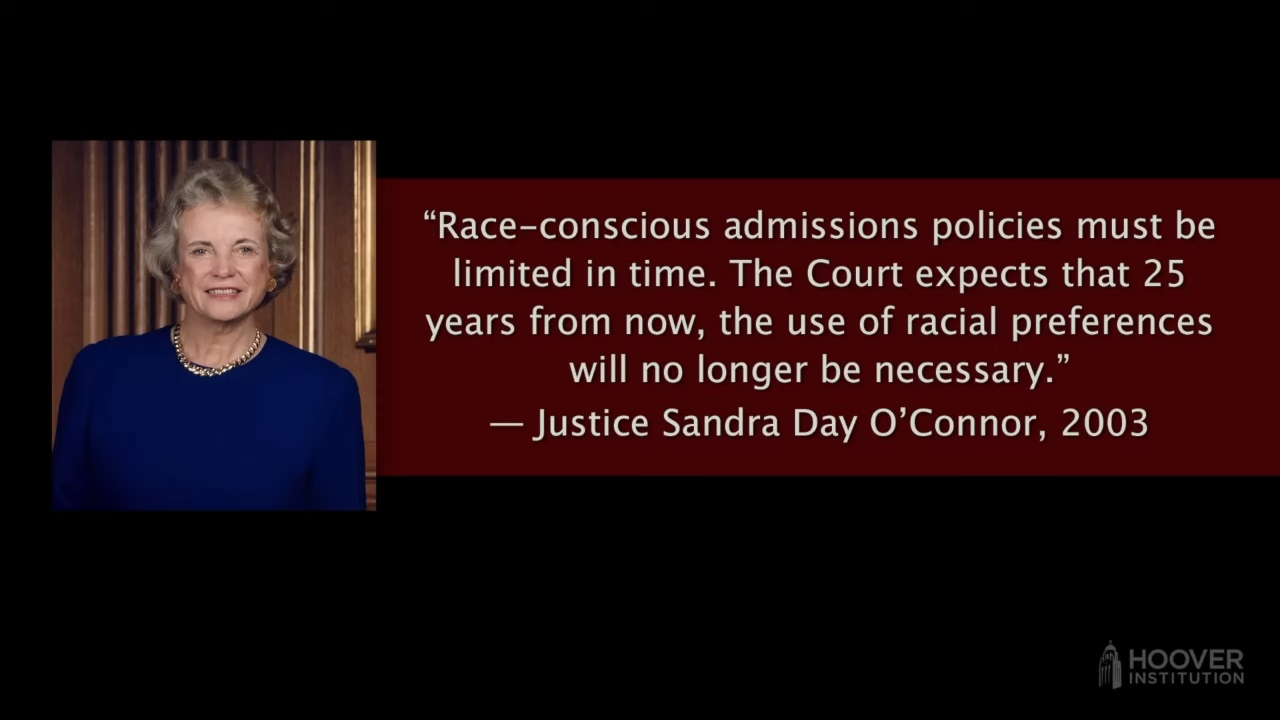 “Race-conscious admissions policies must be
limited in time. The Court expects that 25
years from now, the use of racial preferences
will no longer be necessary.”
— Justice Sandra Day O’Connor, 2003
HOOVER
INSTITUTION